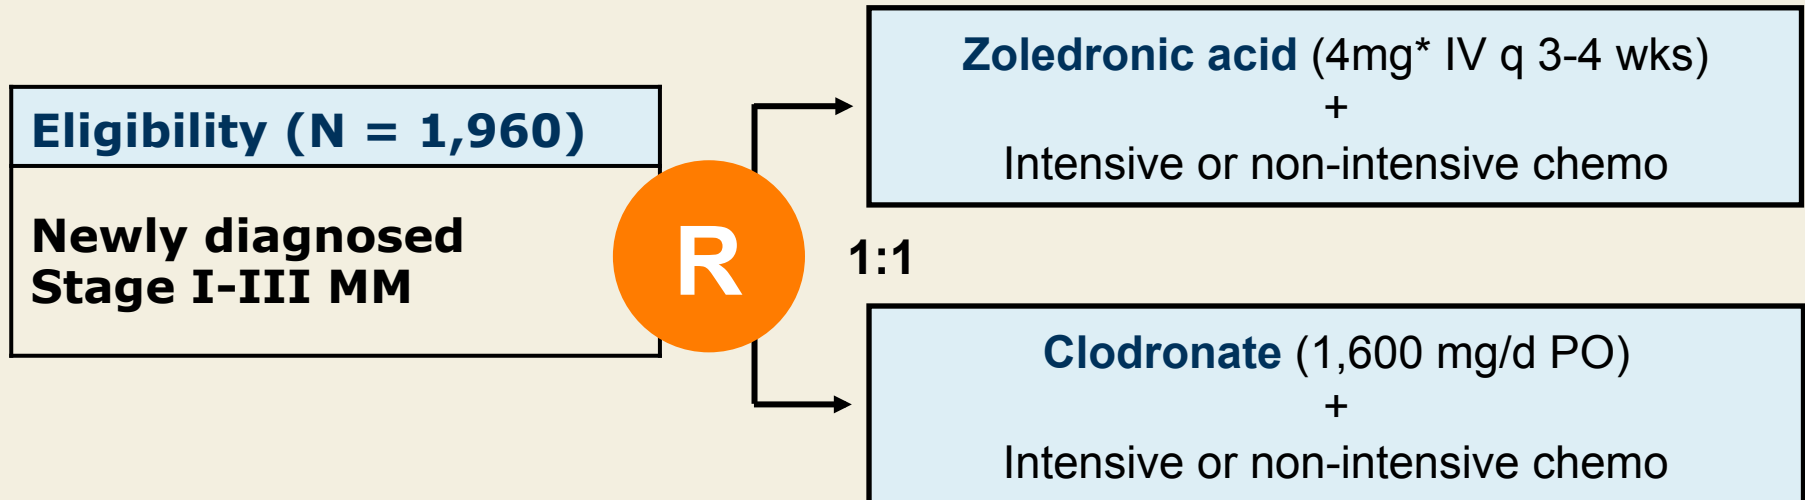 Eligibility (N = 1,960)
Newly diagnosed
Stage I-III MM
R
1:1
Zoledronic acid (4mg* IV q 3-4 wks)
+
Intensive or non-intensive chemo
Clodronate (1,600 mg/d PO)
+
Intensive or non-intensive chemo